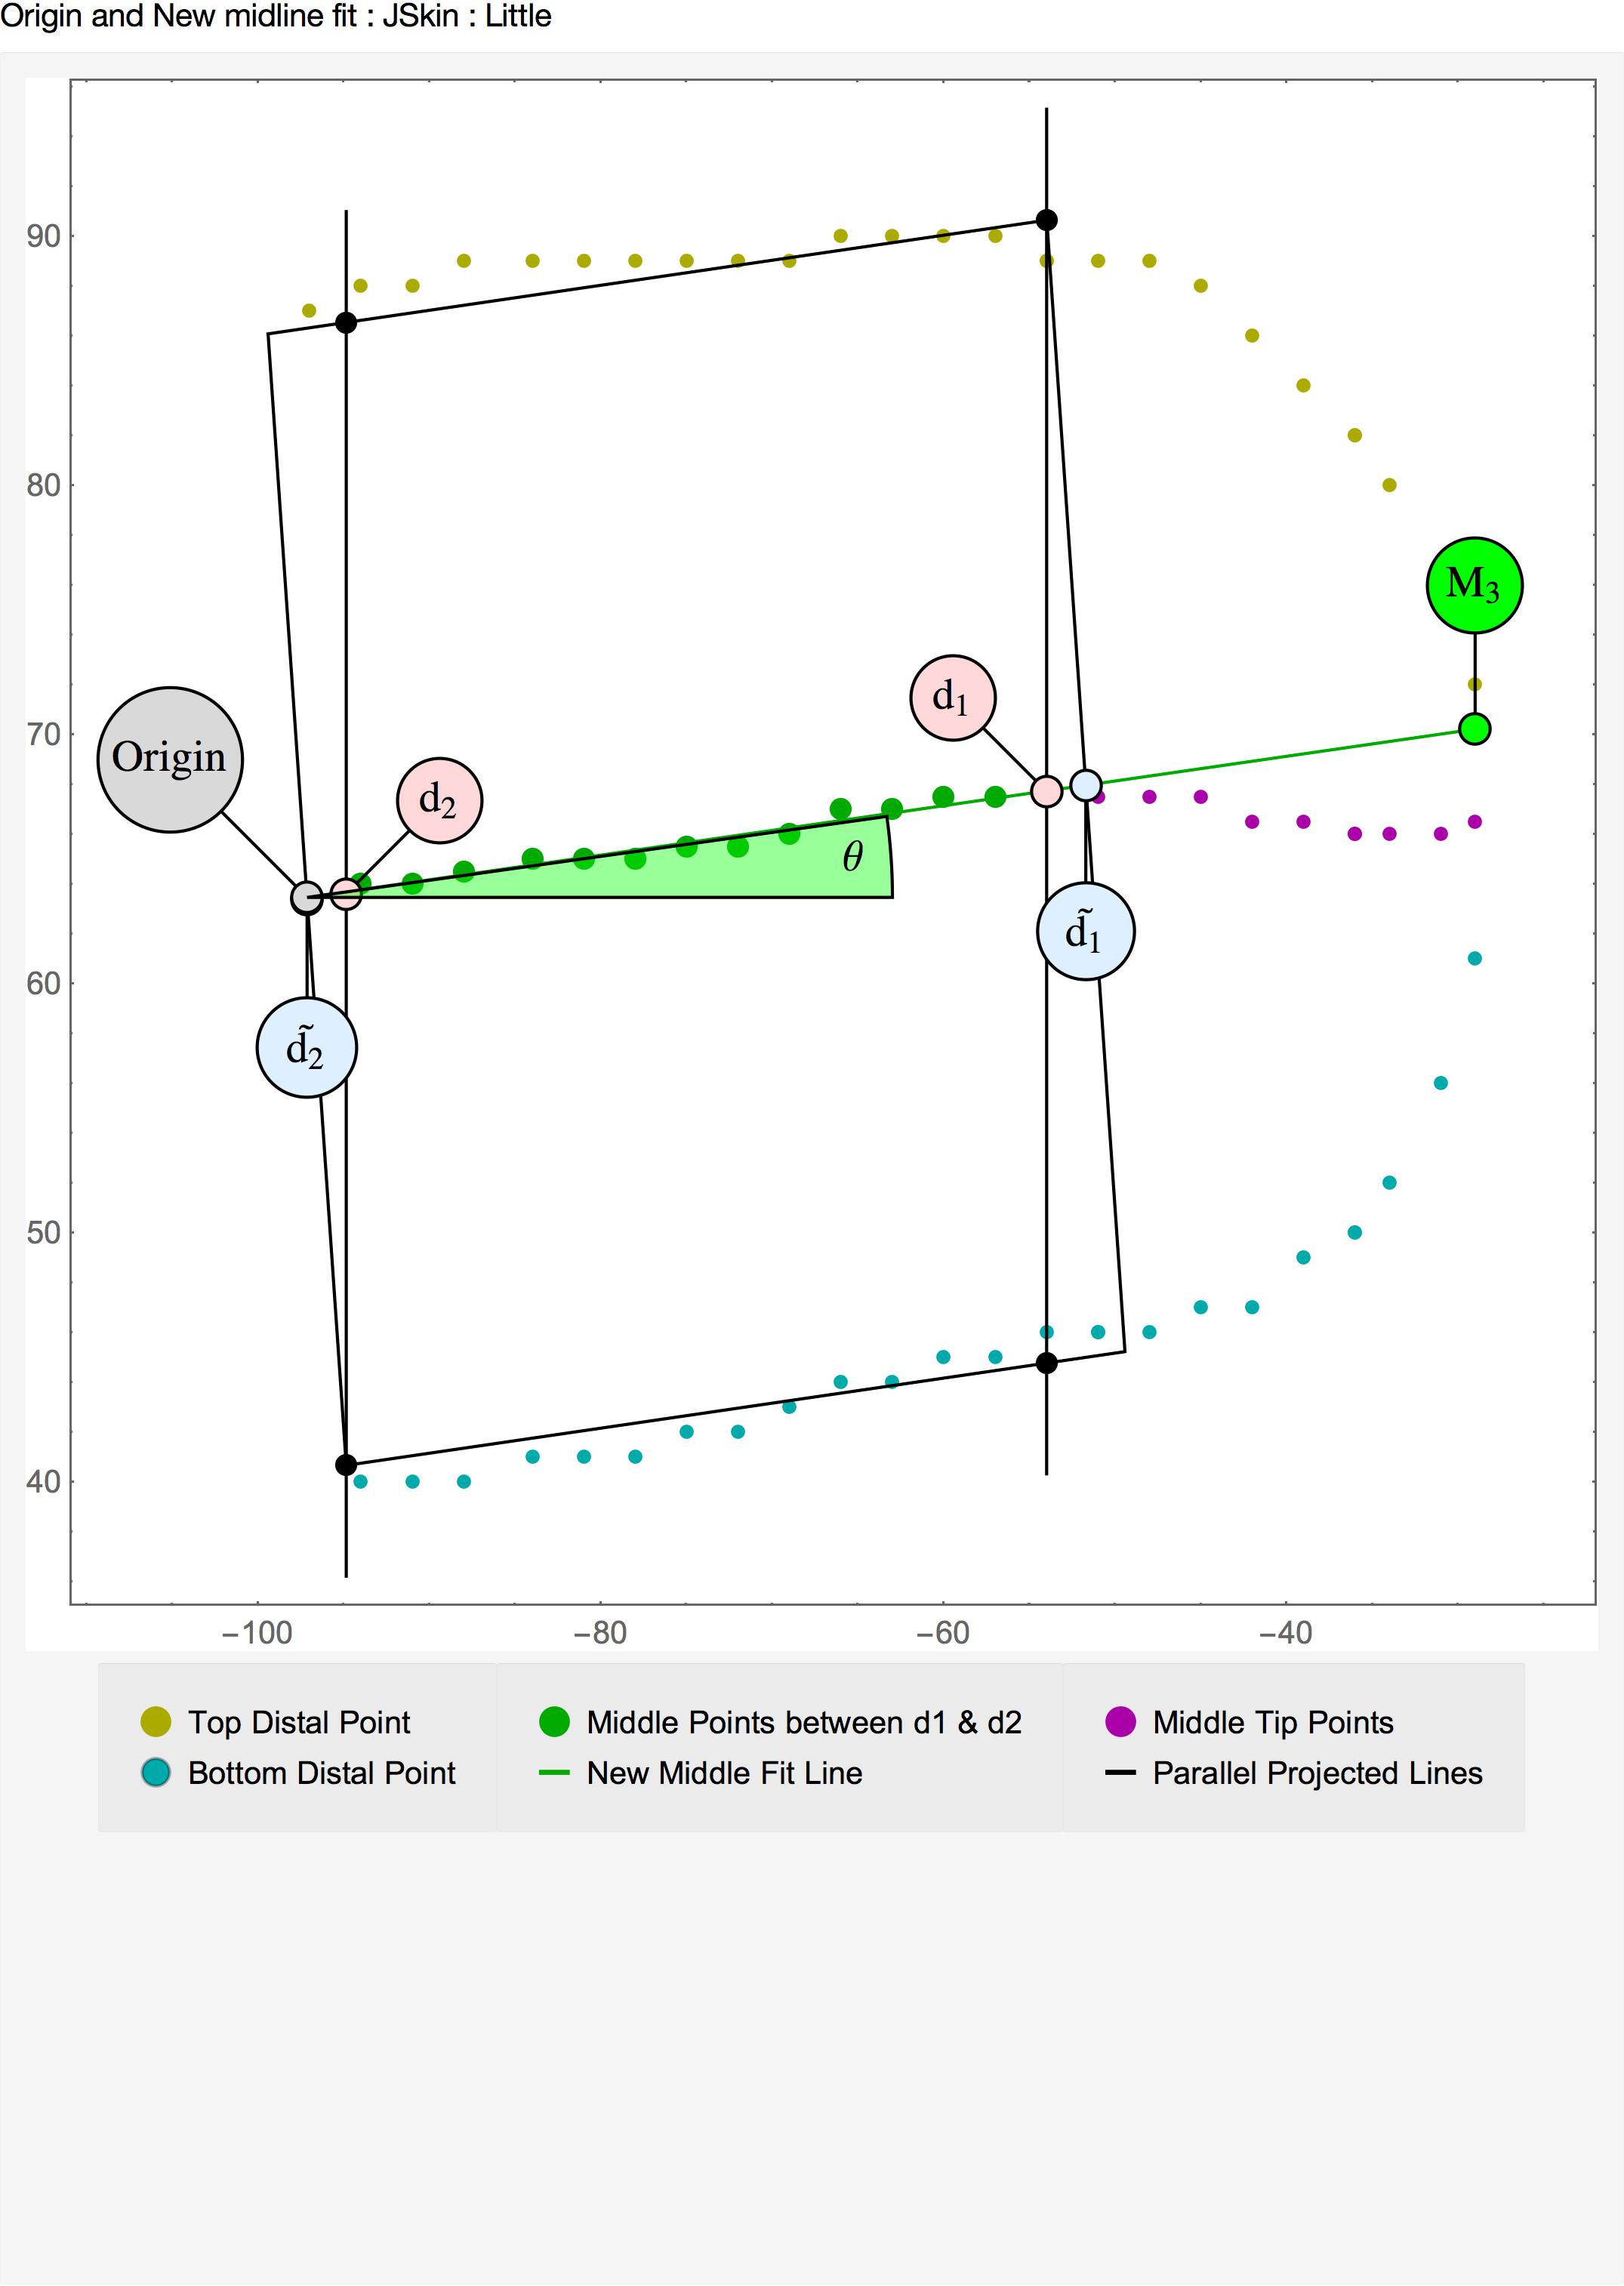 Origin and New midline fit : JSkin : Little
90
80
M₃
d₁
70
Origin
d₂
θ
d̃₁
60
d̃₂
50
40
−100 −80 −60 −40
Top Distal Point Middle Points between d1 & d2 Middle Tip Points
Bottom Distal Point New Middle Fit Line Parallel Projected Lines